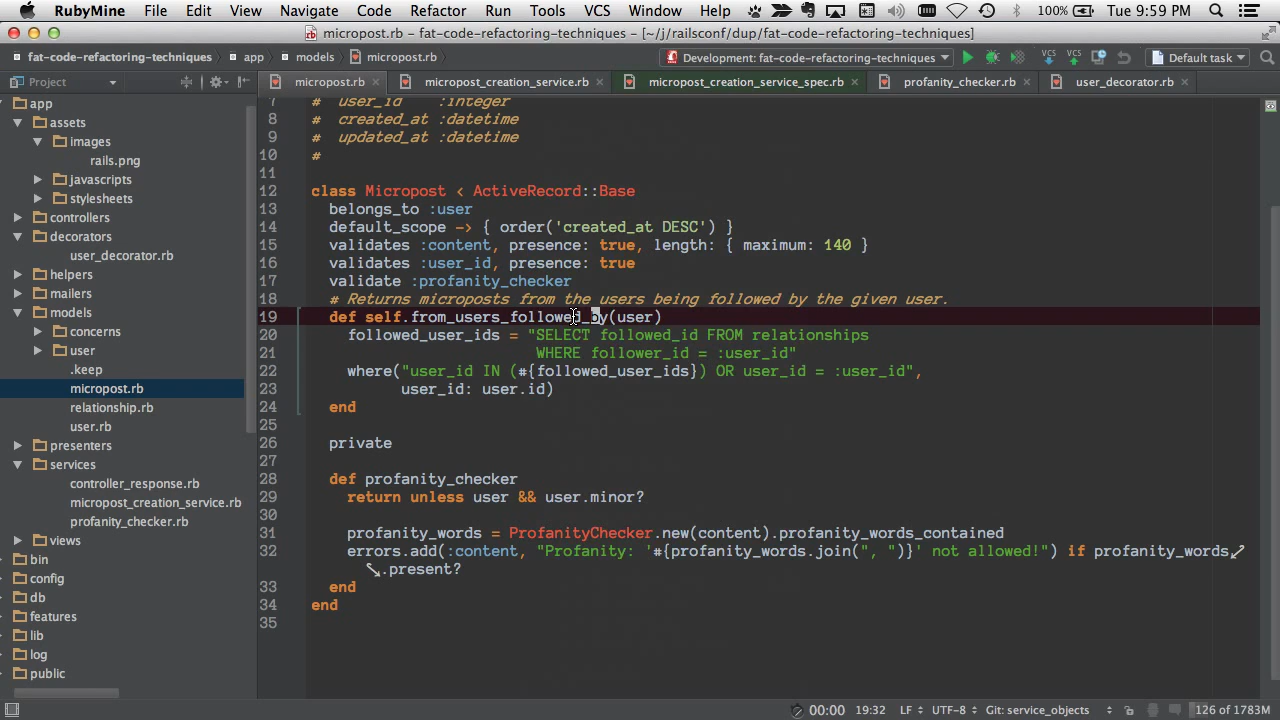 RubyMine File Edit View Navigate Code Refactor Run Tools VCS Window Help 100% Tue 9:59 PM
micropost.rb – fat-code-refactoring-techniques – [~/j/railsconf/dup/fat-code-refactoring-techniques]
fat-code-refactoring-techniques app models micropost.rb Development: fat-code-refactoring-techniques VCS VCS Default task
Project micropost.rb micropost_creation_service.rb micropost_creation_service_spec.rb profanity_checker.rb user_decorator.rb
app
assets
images
rails.png
javascripts
stylesheets
controllers
decorators
user_decorator.rb
helpers
mailers
models
concerns
user
.keep
micropost.rb
relationship.rb
user.rb
presenters
services
controller_response.rb
micropost_creation_service.rb
profanity_checker.rb
views
bin
config
db
features
lib
log
public
7 # user_id :integer
8 # created_at :datetime
9 # updated_at :datetime
10 #
11
12 class Micropost < ActiveRecord::Base
13 belongs_to :user
14 default_scope -> { order('created_at DESC') }
15 validates :content, presence: true, length: { maximum: 140 }
16 validates :user_id, presence: true
17 validate :profanity_checker
18 # Returns microposts from the users being followed by the given user.
19 def self.from_users_followed_by(user)
20 followed_user_ids = "SELECT followed_id FROM relationships
21 WHERE follower_id = :user_id"
22 where("user_id IN (#{followed_user_ids}) OR user_id = :user_id",
23 user_id: user.id)
24 end
25
26 private
27
28 def profanity_checker
29 return unless user && user.minor?
30
31 profanity_words = ProfanityChecker.new(content).profanity_words_contained
32 errors.add(:content, "Profanity: '#{profanity_words.join(", ")}' not allowed!") if profanity_words
.present?
33 end
34 end
35
00:00 19:32 LF UTF-8 Git: service_objects 126 of 1783M